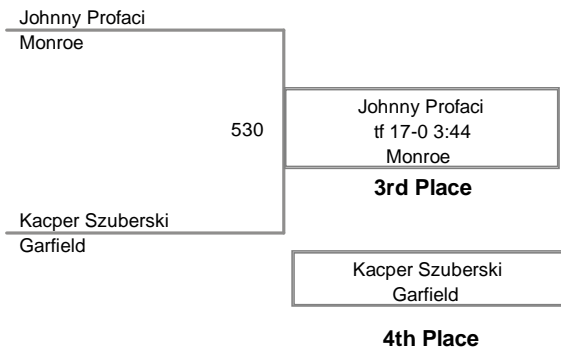 Johnny Profaci
Monroe
530
Johnny Profaci
tf 17-0 3:44
Monroe
3rd Place
Kacper Szuberski
Garfield
Kacper Szuberski
Garfield
4th Place